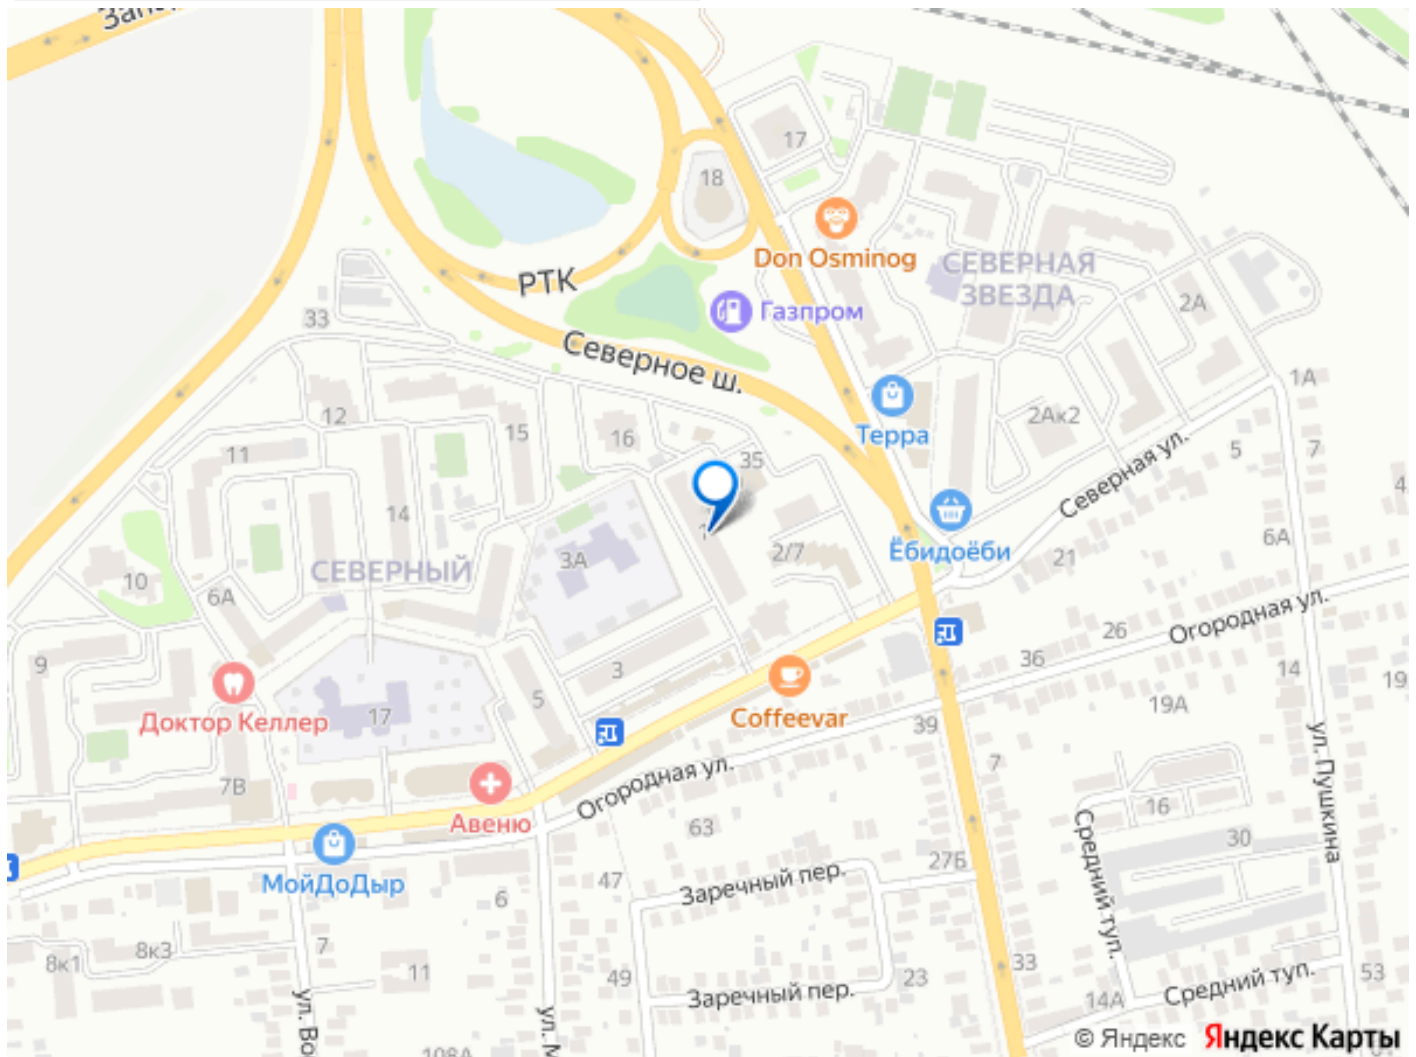 17
18
Don Osminog
СЕВЕРНАЯ
ЗВЕЗДА
РТК
Газпром
2А
33
Северное ш.
1А
12
15
16
Терра
2Ак2
5
7
11
35
4
14
Северная ул.
Ёбидоёби
6А
21
2/7
3А
СЕВЕРНЫЙ
10
6А
Огородная ул.
26
9
3
36
14
19
5
Доктор Келлер
17
Coffeevar
39
19А
7
7В
Огородная ул.
ул. Пушкина
16
Авеню
63
30
Средний туп.
МойДоДыр
47
Заречный пер.
27Б
6
8к1
8к3
7
11
49
23
33
53
Заречный пер.
14А
Средний туп.
© Яндекс Яндекс Карты
108А